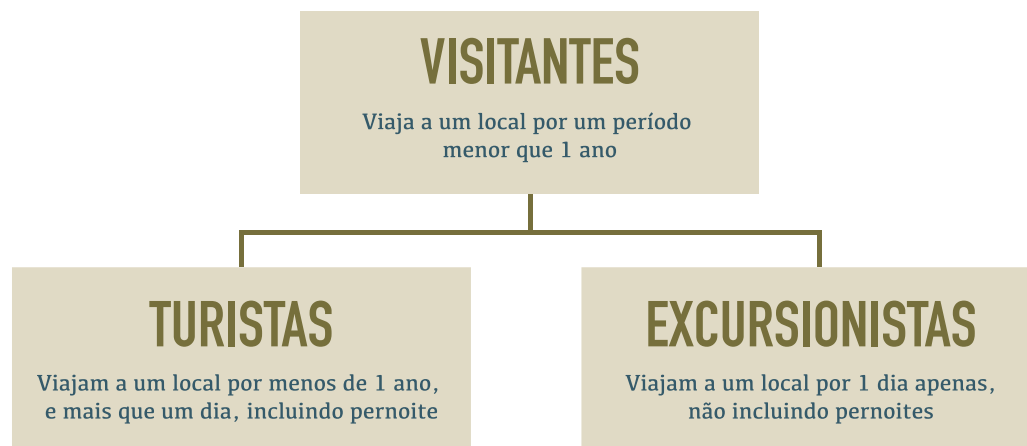 VISITANTES
Viaja a um local por um período
menor que 1 ano
TURISTAS
Viajam a um local por menos de 1 ano,
e mais que um dia, incluindo pernoite
EXCURSIONISTAS
Viajam a um local por 1 dia apenas,
não incluindo pernoites